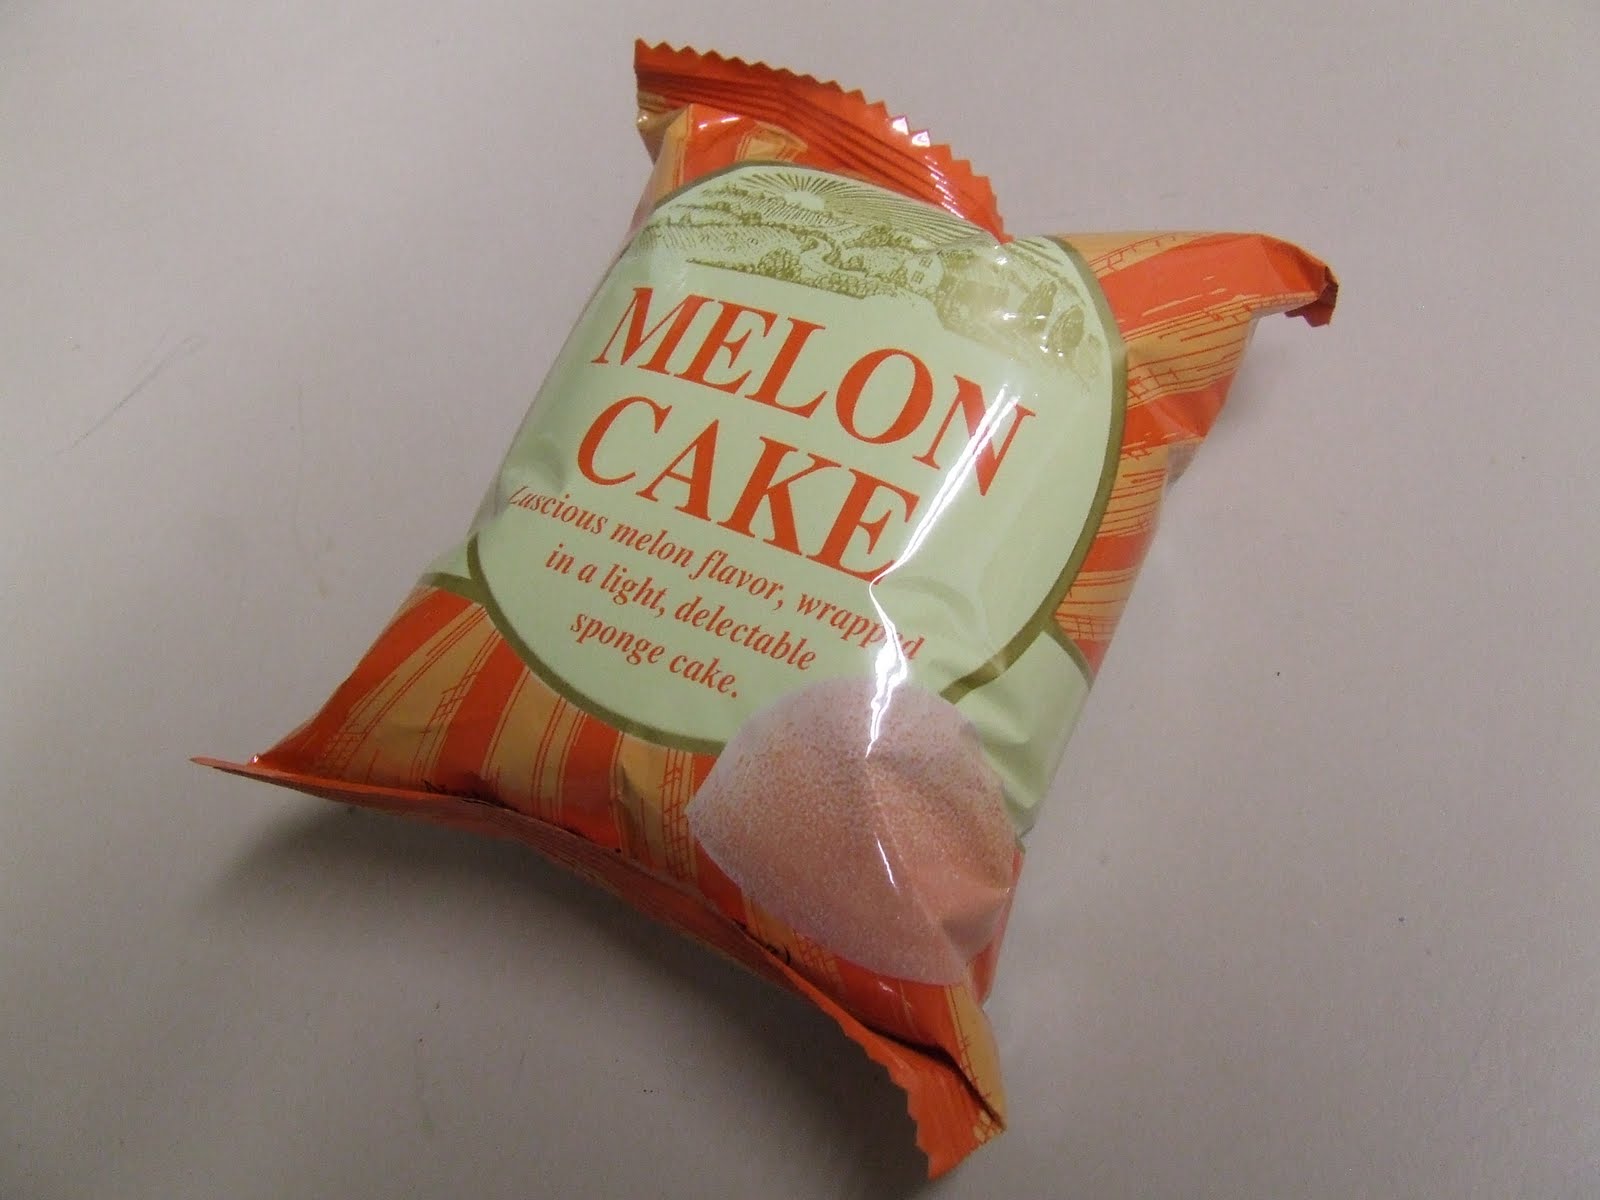 MELON
CAKE
Luscious melon flavor, wrapped
in a light, delectable
sponge cake.